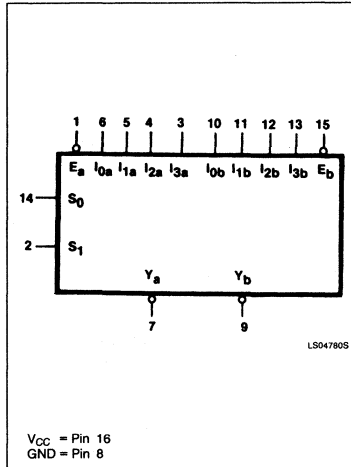 1 6 5 4 3 10 11 12 13 15
Ea I0a I1a I2a I3a I0b I1b I2b I3b Eb
14 S0
2 S1
Ya Yb
7 9
LS04780S
VCC = Pin 16
GND = Pin 8